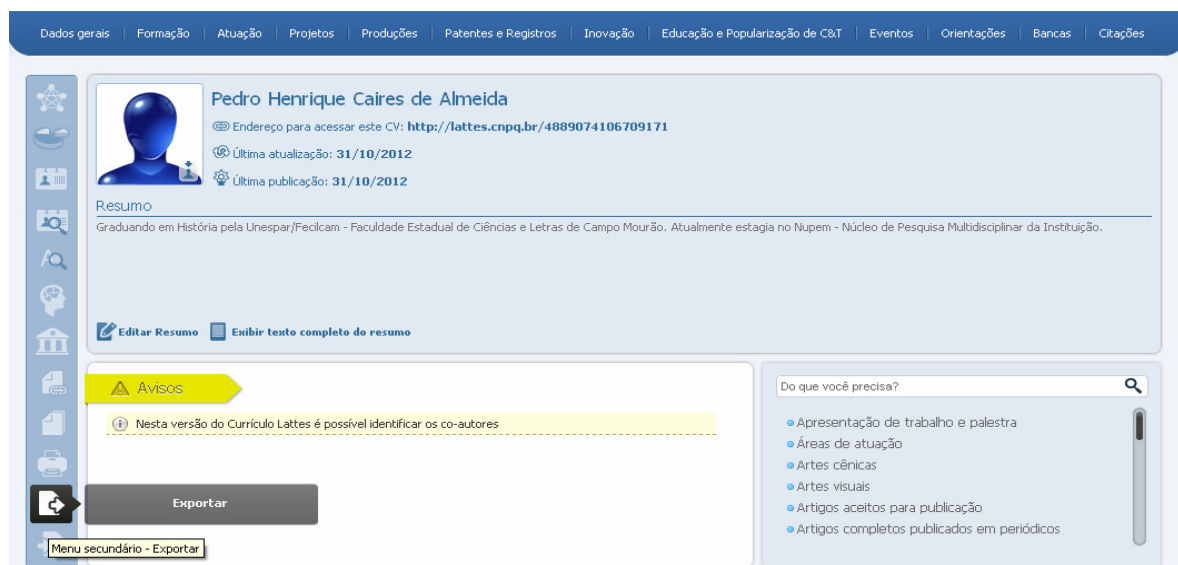 Dados gerais Formação Atuação Projetos Produções Patentes e Registros Inovação Educação e Popularização de C&T Eventos Orientações Bancas Citações
Pedro Henrique Caires de Almeida
Endereço para acessar este CV: http://lattes.cnpq.br/4889074106709171
Última atualização: 31/10/2012
Última publicação: 31/10/2012
Resumo
Graduando em História pela Unespar/Fecilcam - Faculdade Estadual de Ciências e Letras de Campo Mourão. Atualmente estagia no Nupem - Núcleo de Pesquisa Multidisciplinar da Instituição.
Editar Resumo Exibir texto completo do resumo
Avisos
Nesta versão do Currículo Lattes é possível identificar os co-autores
Do que você precisa?
Apresentação de trabalho e palestra
Áreas de atuação
Artes cênicas
Artes visuais
Artigos aceitos para publicação
Artigos completos publicados em periódicos
Exportar
Menu secundário - Exportar